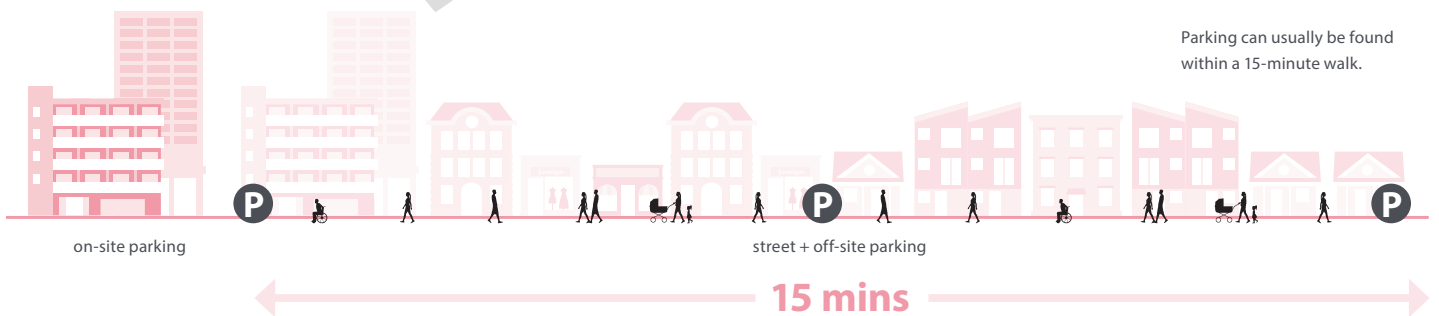 Parking can usually be found
within a 15-minute walk.
P
P
P
on-site parking
street + off-site parking
15 mins